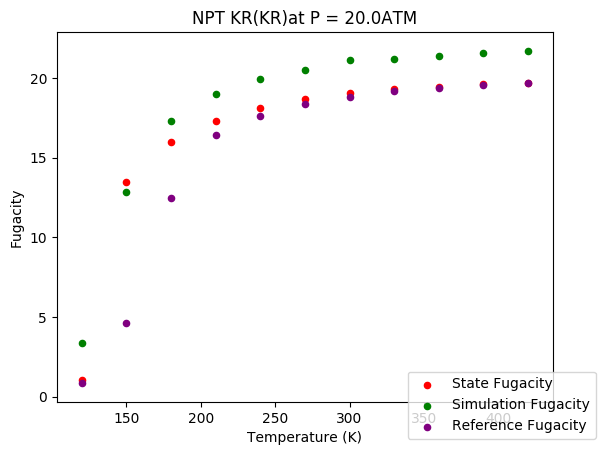 NPT KR(KR)at P = 20.0ATM
Fugacity
20
15
10
5
0
150
200
250
300
350
400
Temperature (K)
State Fugacity
Simulation Fugacity
Reference Fugacity